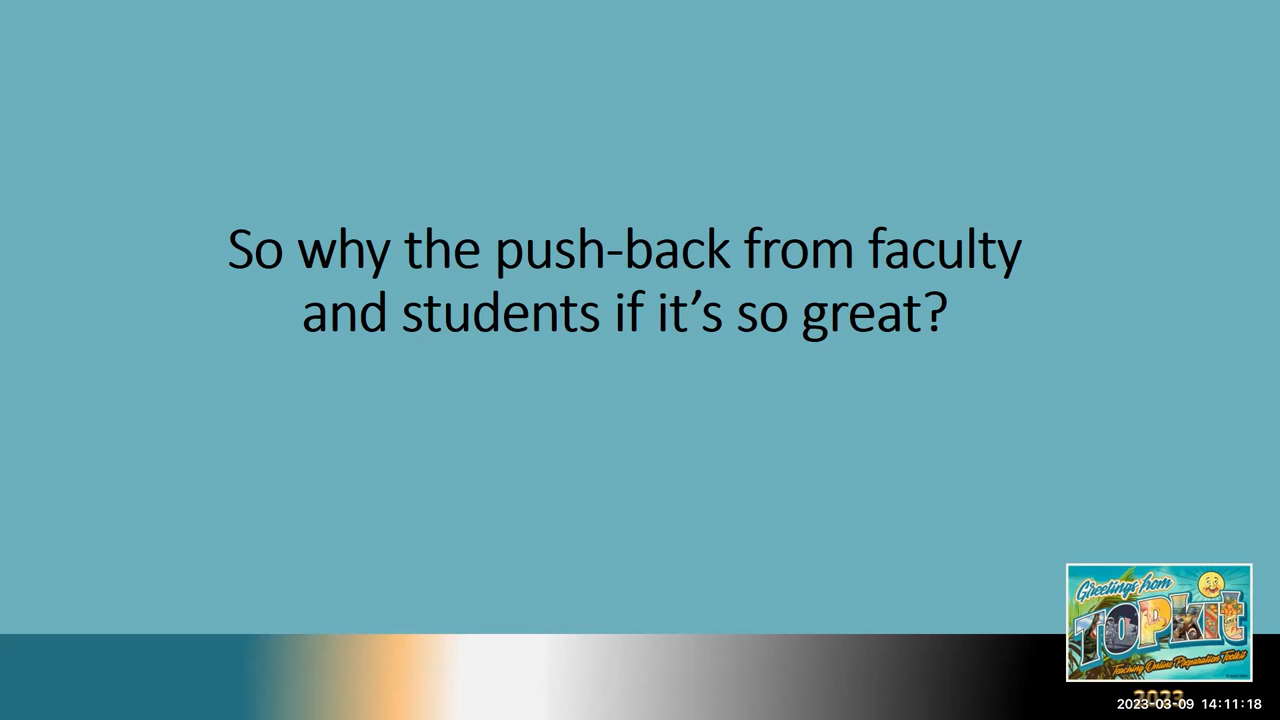 So why the push-back from faculty
and students if it’s so great?
Greetings from
TOPkit
Teaching Online Preparation Toolkit
2023
2023-03-09 14:11:18